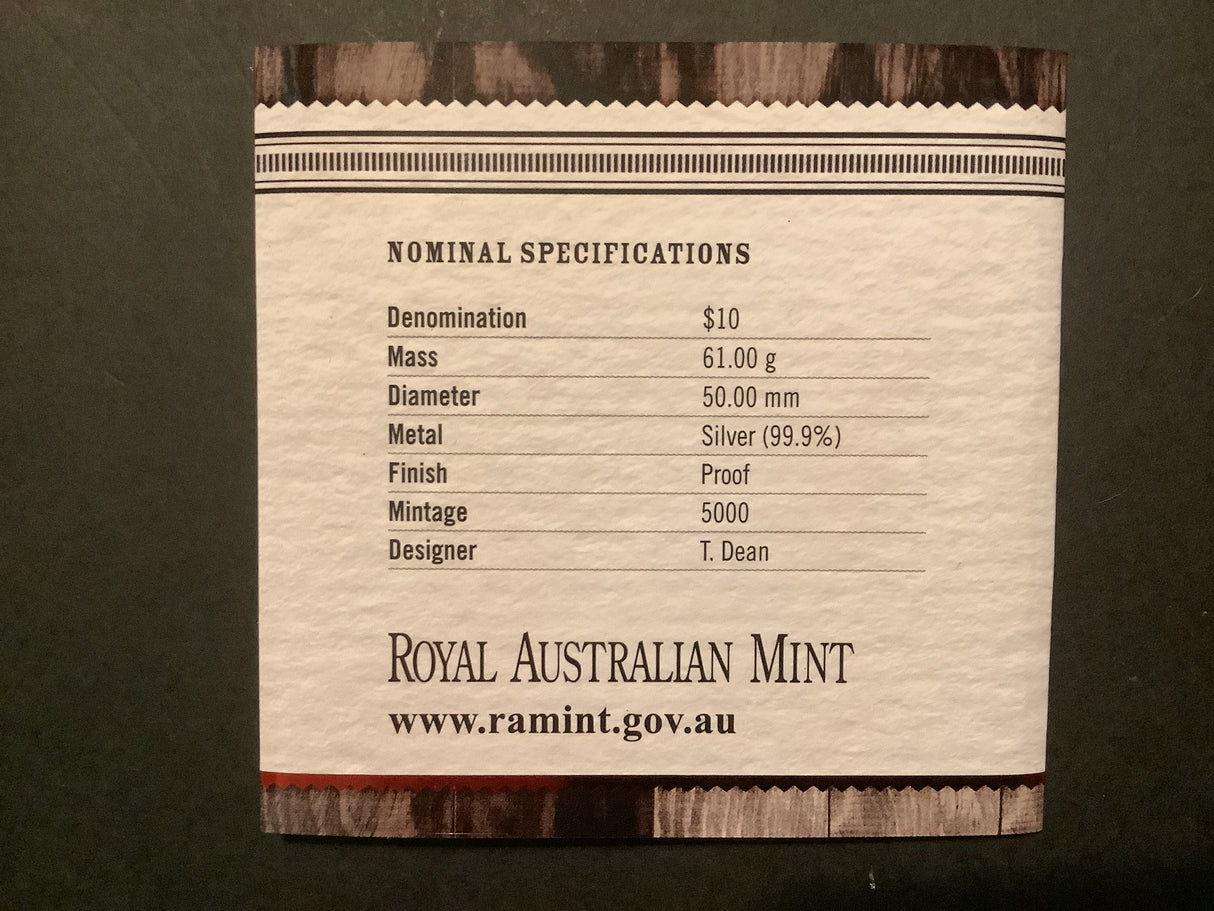 NOMINAL SPECIFICATIONS
Denomination $10
Mass 61.00 g
Diameter 50.00 mm
Metal Silver (99.9%)
Finish Proof
Mintage 5000
Designer T. Dean
ROYAL AUSTRALIAN MINT
www.ramint.gov.au